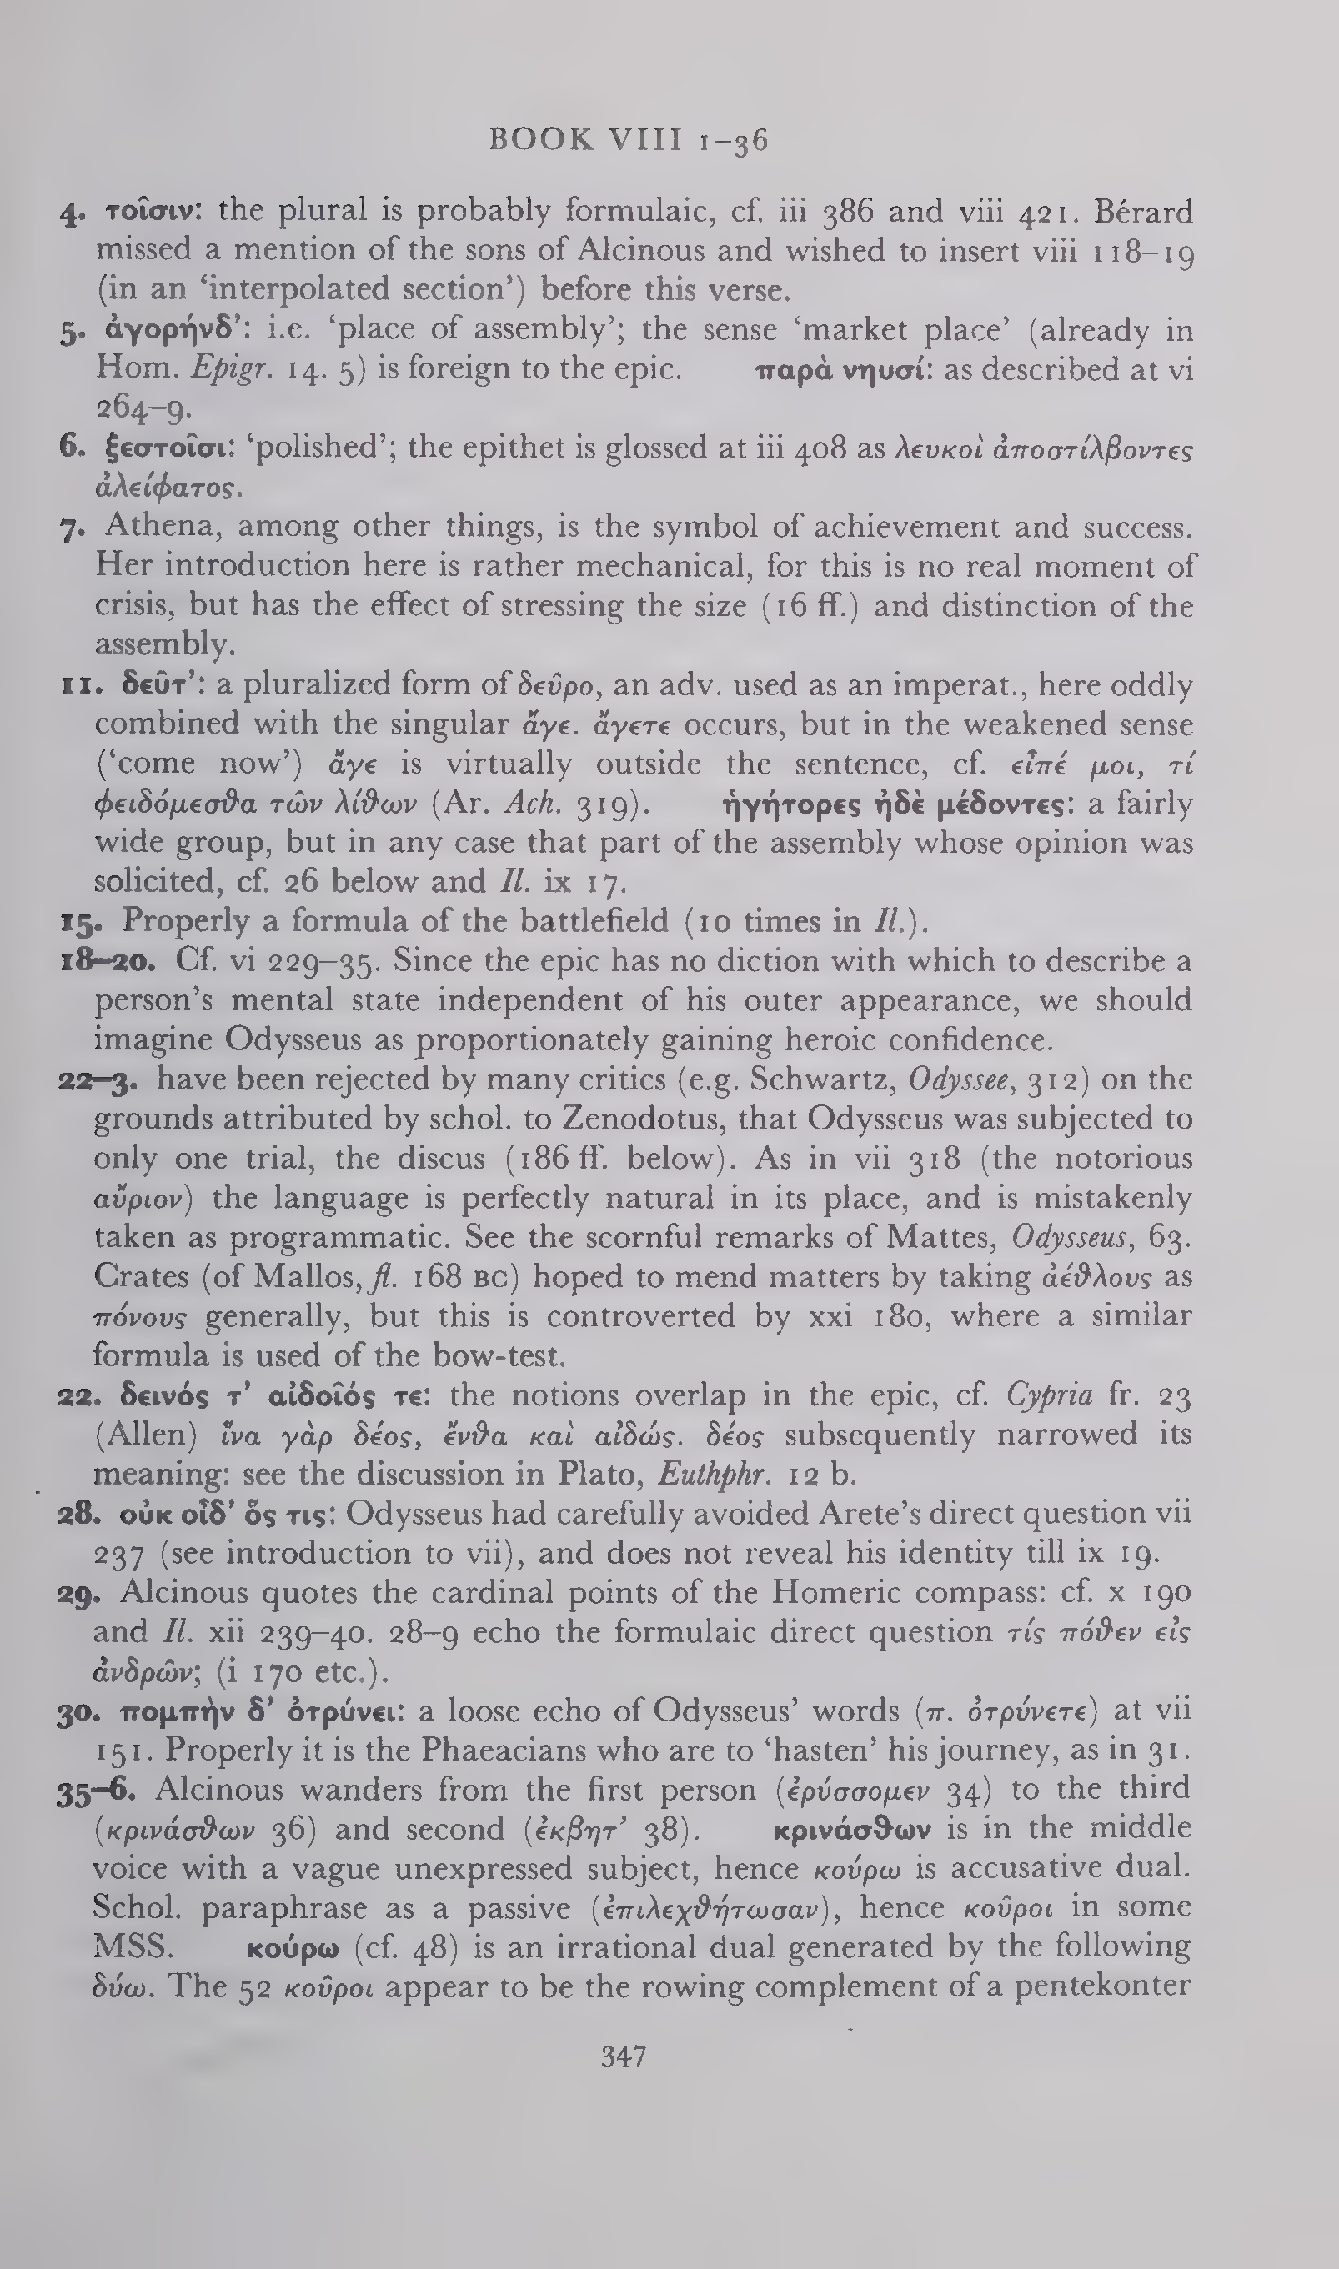 BOOK VIII 1–36
4. τοῖσιν: the plural is probably formulaic, cf. iii 386 and viii 421. Bérard
missed a mention of the sons of Alcinous and wished to insert viii 118–19
(in an ‘interpolated section’) before this verse.
5. ἀγορήνδ’: i.e. ‘place of assembly’; the sense ‘market place’ (already in
Hom. Epigr. 14. 5) is foreign to the epic. παρὰ νηυσί: as described at vi
264–9.
6. ξεστοῖσι: ‘polished’; the epithet is glossed at iii 408 as λευκοὶ ἀποστίλβοντες
ἀλείφατος.
7. Athena, among other things, is the symbol of achievement and success.
Her introduction here is rather mechanical, for this is no real moment of
crisis, but has the effect of stressing the size (16 ff.) and distinction of the
assembly.
11. δεῦτ’: a pluralized form of δεῦρο, an adv. used as an imperat., here oddly
combined with the singular ἄγε. ἄγετε occurs, but in the weakened sense
(‘come now’) ἄγε is virtually outside the sentence, cf. εἶπέ μοι, τί
φειδόμεσϑα τῶν λίϑων (Ar. Ach. 319). ἡγήτορες ἠδὲ μέδοντες: a fairly
wide group, but in any case that part of the assembly whose opinion was
solicited, cf. 26 below and Il. ix 17.
15. Properly a formula of the battlefield (10 times in Il.).
18–20. Cf. vi 229–35. Since the epic has no diction with which to describe a
person’s mental state independent of his outer appearance, we should
imagine Odysseus as proportionately gaining heroic confidence.
22–3. have been rejected by many critics (e.g. Schwartz, Odyssee, 312) on the
grounds attributed by schol. to Zenodotus, that Odysseus was subjected to
only one trial, the discus (186 ff. below). As in vii 318 (the notorious
αὔριον) the language is perfectly natural in its place, and is mistakenly
taken as programmatic. See the scornful remarks of Mattes, Odysseus, 63.
Crates (of Mallos, fl. 168 BC) hoped to mend matters by taking ἀέϑλους as
πόνους generally, but this is controverted by xxi 180, where a similar
formula is used of the bow-test.
22. δεινός τ’ αἰδοῖός τε: the notions overlap in the epic, cf. Cypria fr. 23
(Allen) ἵνα γὰρ δέος, ἔνϑα καὶ αἰδώς. δέος subsequently narrowed its
meaning: see the discussion in Plato, Euthphr. 12 b.
28. οὐκ οἶδ’ ὅς τις: Odysseus had carefully avoided Arete’s direct question vii
237 (see introduction to vii), and does not reveal his identity till ix 19.
29. Alcinous quotes the cardinal points of the Homeric compass: cf. x 190
and Il. xii 239–40. 28–9 echo the formulaic direct question τίς πόϑεν εἰς
ἀνδρῶν; (i 170 etc.).
30. πομπὴν δ’ ὀτρύνει: a loose echo of Odysseus’ words (π. ὀτρύνετε) at vii
151. Properly it is the Phaeacians who are to ‘hasten’ his journey, as in 31.
35–6. Alcinous wanders from the first person (ἐρύσσομεν 34) to the third
(κρινάσϑων 36) and second (ἔκβητ’ 38). κρινάσϑων is in the middle
voice with a vague unexpressed subject, hence κούρω is accusative dual.
Schol. paraphrase as a passive (ἐπιλεχϑήτωσαν), hence κοῦροι in some
MSS. κούρω (cf. 48) is an irrational dual generated by the following
δύω. The 52 κοῦροι appear to be the rowing complement of a pentekonter
347